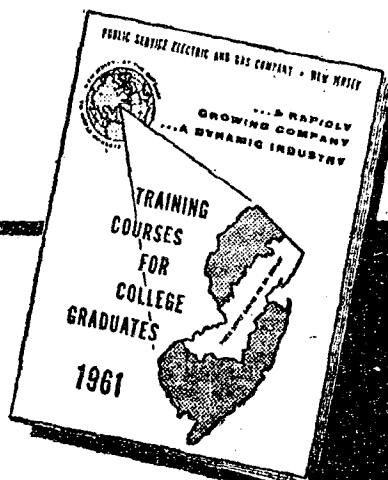 PUBLIC SERVICE ELECTRIC AND GAS COMPANY • NEW JERSEY
...A RAPIDLY
GROWING COMPANY
...A DYNAMIC INDUSTRY
TRAINING
COURSES
FOR
COLLEGE
GRADUATES
1961